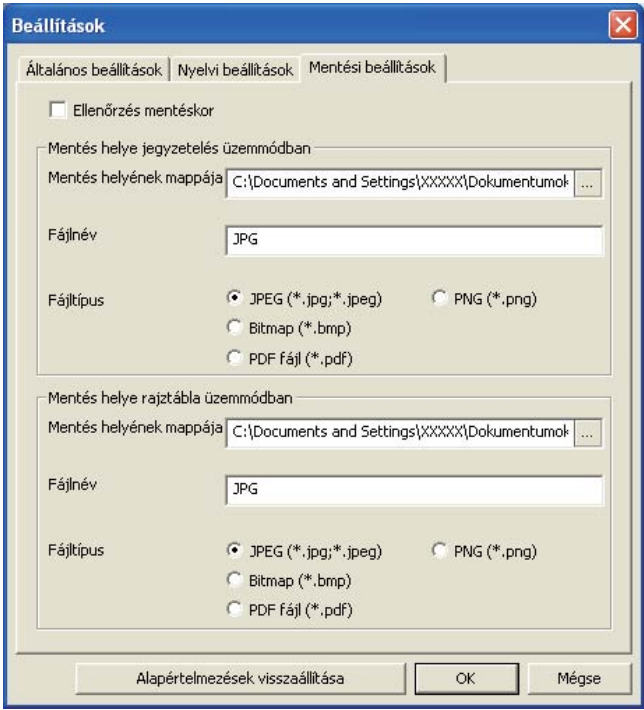 Beállítások
Általános beállítások Nyelvi beállítások Mentési beállítások
Ellenőrzés mentéskor
Mentés helye jegyzetelés üzemmódban
Mentés helyének mappája C:\Documents and Settings\XXXXX\Dokumentumok ...
Fájlnév JPG
Fájltípus JPEG (*.jpg;*.jpeg) PNG (*.png)
Bitmap (*.bmp)
PDF fájl (*.pdf)
Mentés helye rajztábla üzemmódban
Mentés helyének mappája C:\Documents and Settings\XXXXX\Dokumentumok ...
Fájlnév JPG
Fájltípus JPEG (*.jpg;*.jpeg) PNG (*.png)
Bitmap (*.bmp)
PDF fájl (*.pdf)
Alapértelmezések visszaállítása OK Mégse